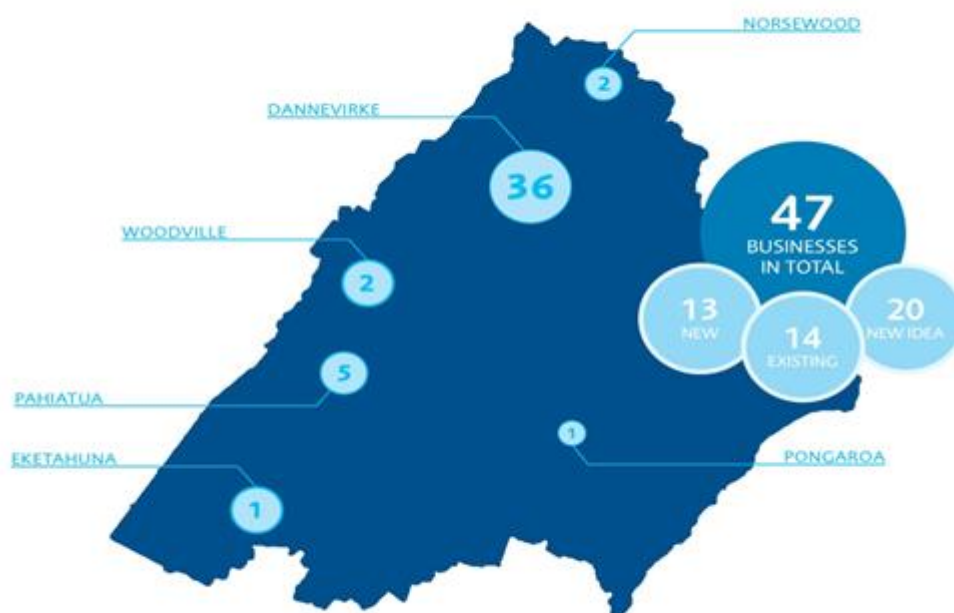 NORSEWOOD
2
DANNEVIRKE
36
WOODVILLE
2
47
BUSINESSES
IN TOTAL
13
NEW
14
EXISTING
20
NEW IDEA
5
PAHIATUA
1
PONGAROA
EKETAHUNA
1